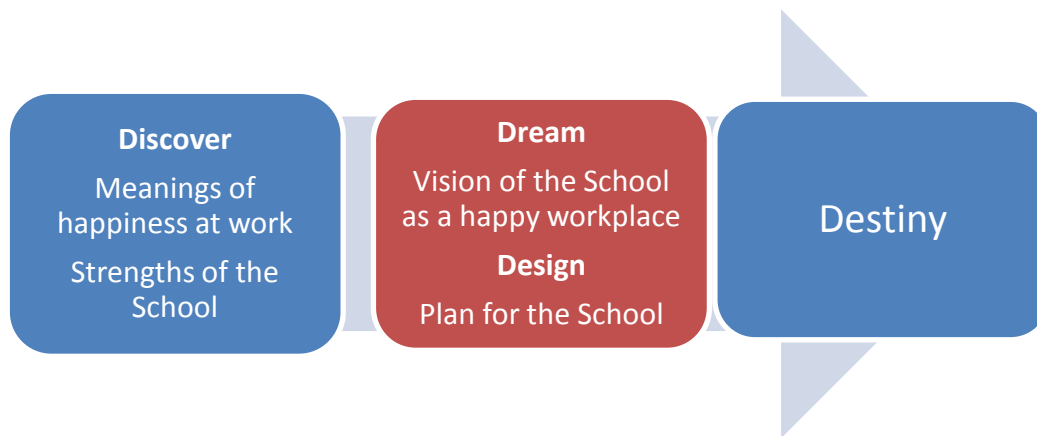 Discover
Meanings of
happiness at work
Strengths of the
School
Dream
Vision of the School
as a happy workplace
Design
Plan for the School
Destiny